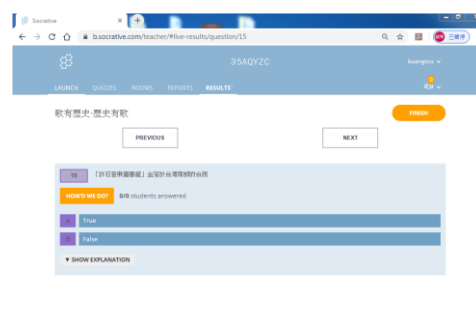 Socrative
b.socrative.com/teacher/#live-results/question/15
35AQYZC
LAUNCH QUIZZES ROOMS REPORTS RESULTS
歌有歷史‧歷史有歌
FINISH
PREVIOUS
NEXT
15
HOW'D WE DO?
0/0 students answered
A True
False
▼ SHOW EXPLANATION